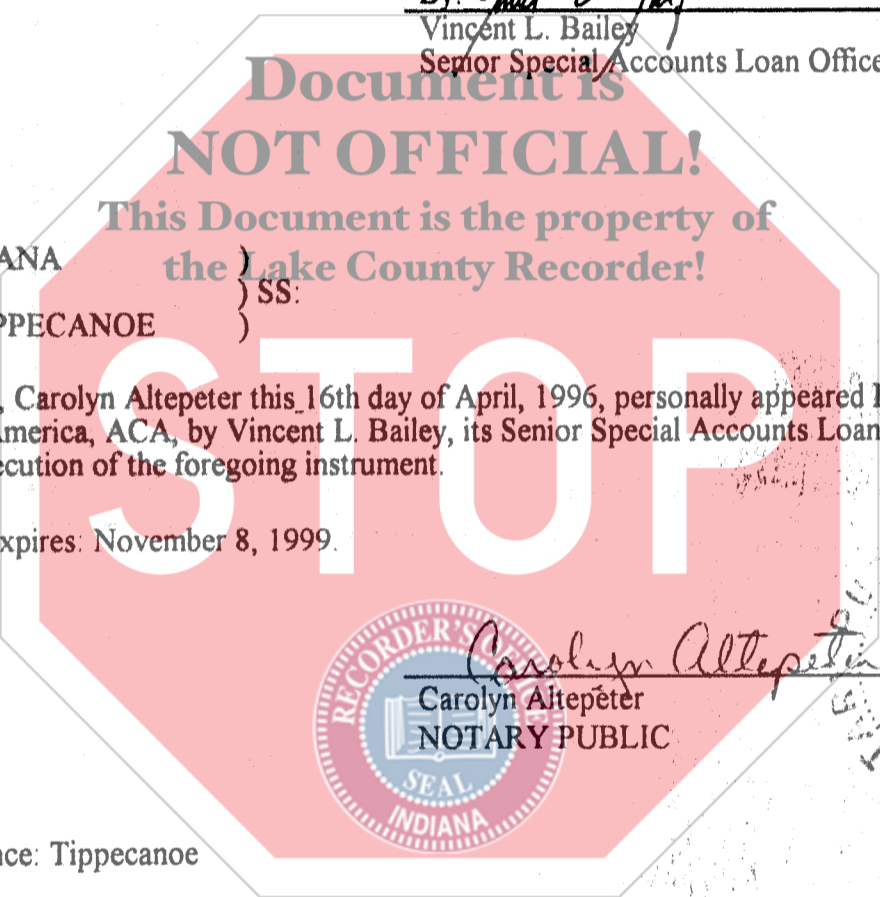 By:
Vincent L. Bailey
Senior Special Accounts Loan Office
Document is
NOT OFFICIAL!
This Document is the property of
the Lake County Recorder!
ANA )
) SS:
PPECANOE )
STOP
, Carolyn Altepeter this 16th day of April, 1996, personally appeared
merica, ACA, by Vincent L. Bailey, its Senior Special Accounts Loan
ecution of the foregoing instrument.
xpires: November 8, 1999.
Carolyn Altepeter
Carolyn Altepeter
NOTARY PUBLIC
RECORDER'S OFFICE
SEAL
INDIANA
nce: Tippecanoe